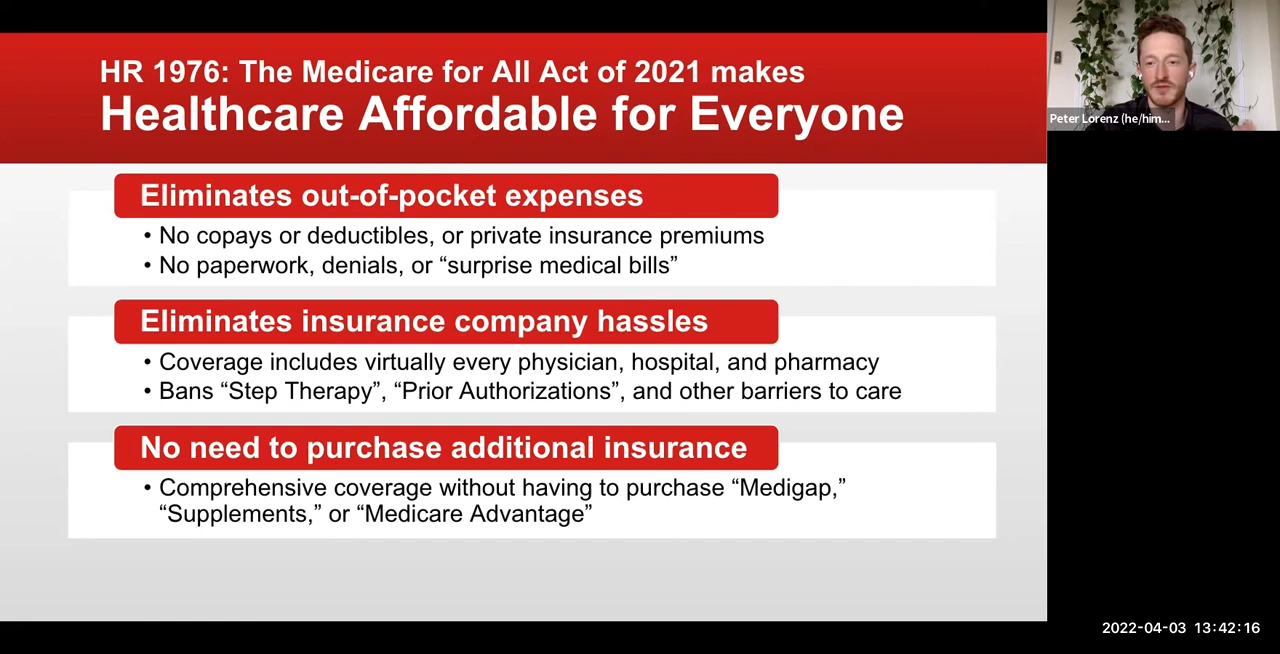 HR 1976: The Medicare for All Act of 2021 makes
Healthcare Affordable for Everyone
Eliminates out-of-pocket expenses
• No copays or deductibles, or private insurance premiums
• No paperwork, denials, or “surprise medical bills”
Eliminates insurance company hassles
• Coverage includes virtually every physician, hospital, and pharmacy
• Bans “Step Therapy”, “Prior Authorizations”, and other barriers to care
No need to purchase additional insurance
• Comprehensive coverage without having to purchase “Medigap,”
“Supplements,” or “Medicare Advantage”
Peter Lorenz (he/him...
2022-04-03 13:42:16